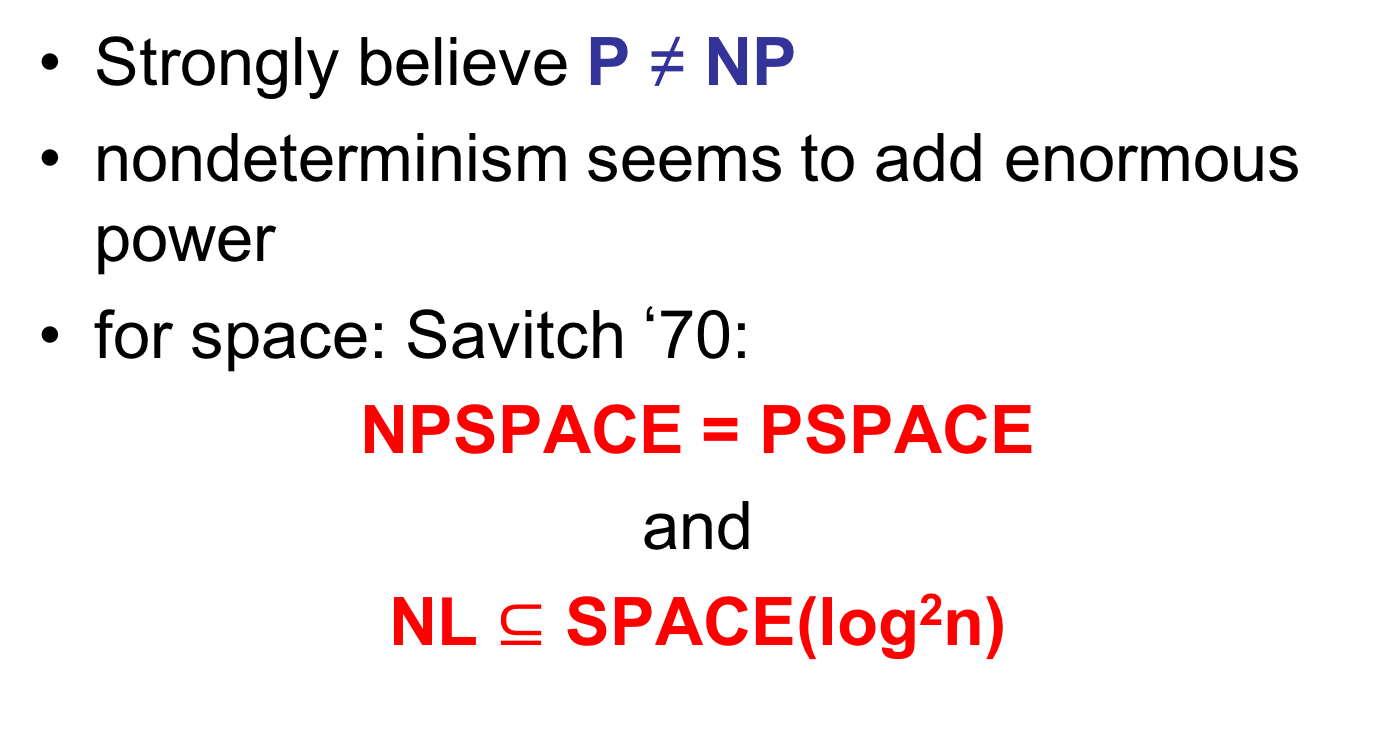 • Strongly believe P ≠ NP
• nondeterminism seems to add enormous
power
• for space: Savitch ‘70:
NPSPACE = PSPACE
and
NL ⊆ SPACE(log²n)